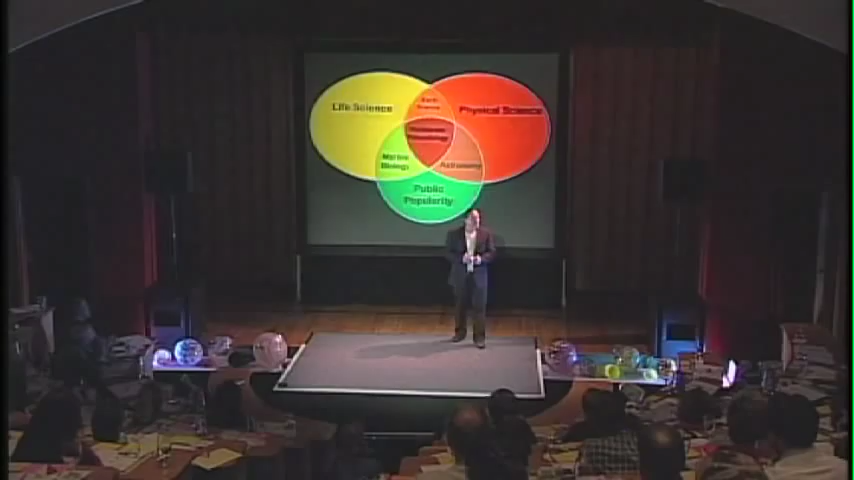 Life Science
Physical Science
Marine
Biology
Astronomy
Public
Popularity